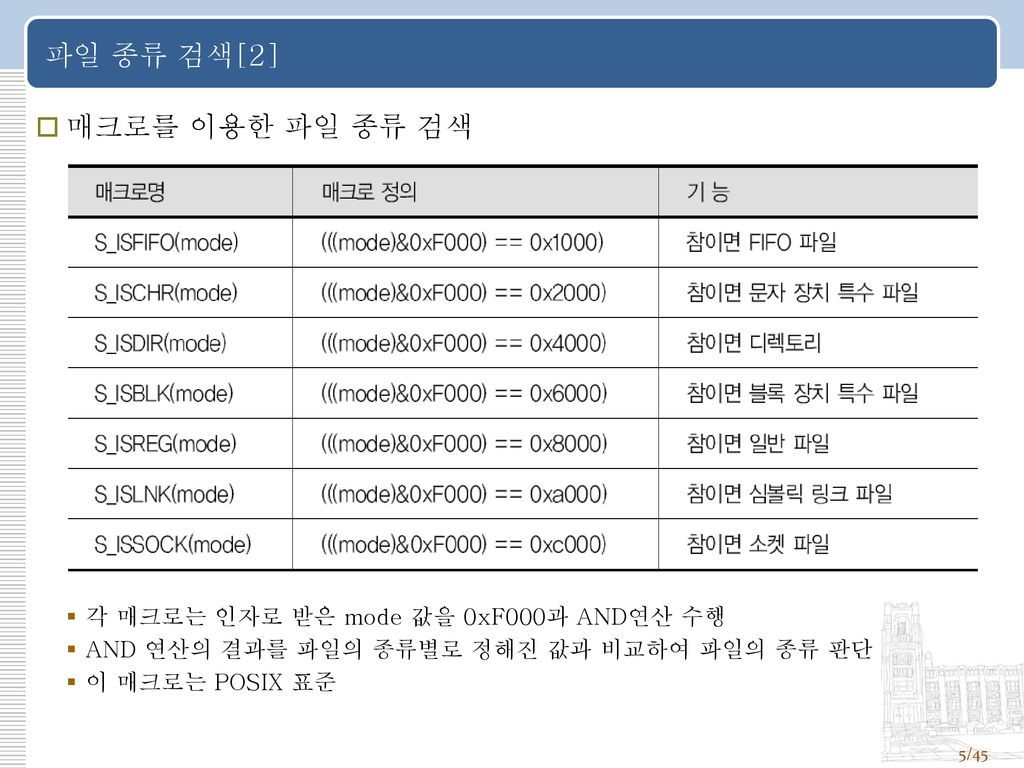 파일 종류 검색[2]
매크로를 이용한 파일 종류 검색
매크로명 매크로 정의 기 능
S_ISFIFO(mode) (((mode)&0xF000) == 0x1000) 참이면 FIFO 파일
S_ISCHR(mode) (((mode)&0xF000) == 0x2000) 참이면 문자 장치 특수 파일
S_ISDIR(mode) (((mode)&0xF000) == 0x4000) 참이면 디렉토리
S_ISBLK(mode) (((mode)&0xF000) == 0x6000) 참이면 블록 장치 특수 파일
S_ISREG(mode) (((mode)&0xF000) == 0x8000) 참이면 일반 파일
S_ISLNK(mode) (((mode)&0xF000) == 0xa000) 참이면 심볼릭 링크 파일
S_ISSOCK(mode) (((mode)&0xF000) == 0xc000) 참이면 소켓 파일
각 매크로는 인자로 받은 mode 값을 0xF000과 AND연산 수행
AND 연산의 결과를 파일의 종류별로 정해진 값과 비교하여 파일의 종류 판단
이 매크로는 POSIX 표준
5/45